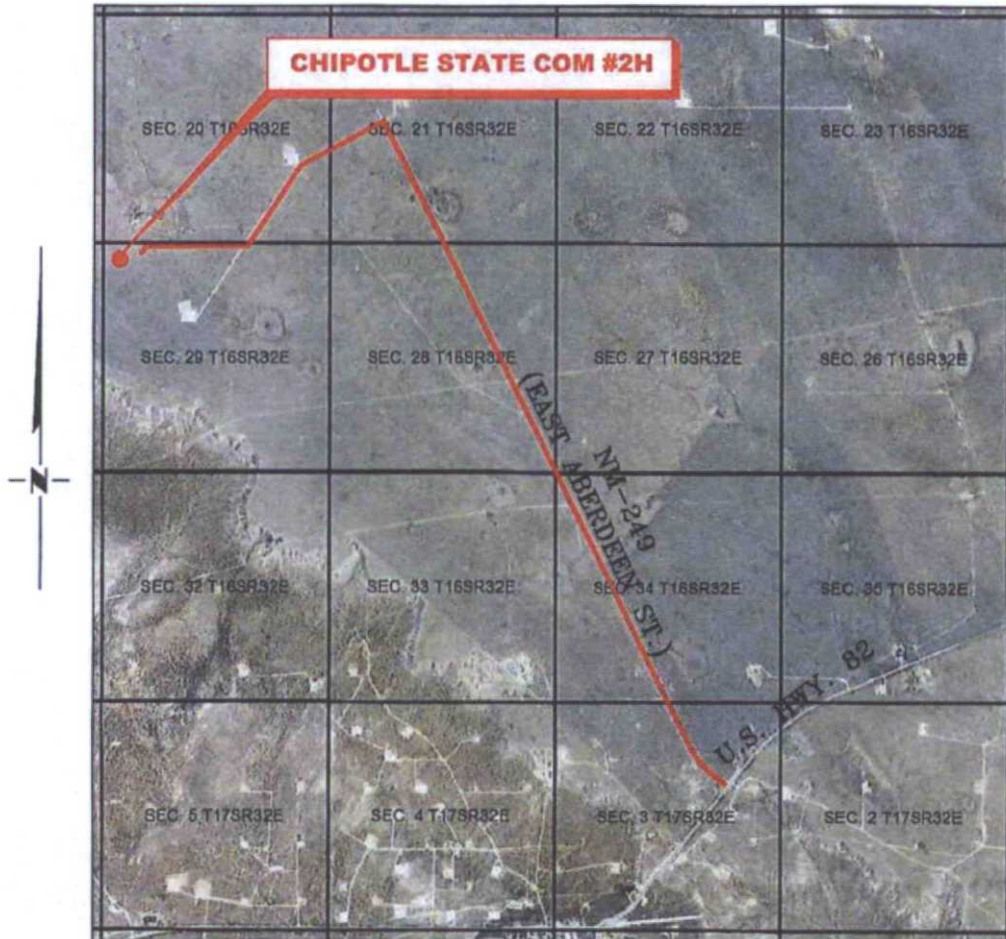 CHIPOTLE STATE COM #2H
SEC. 20 T16SR32E
SEC. 21 T16SR32E
SEC. 22 T16SR32E
SEC. 23 T16SR32E
SEC. 29 T16SR32E
SEC. 28 T16SR32E
SEC. 27 T16SR32E
SEC. 26 T16SR32E
NM-249
(EAST ABERDEEN ST.)
N
SEC. 32 T16SR32E
SEC. 33 T16SR32E
SEC. 34 T16SR32E
SEC. 35 T16SR32E
U.S. HWY. 82
SEC. 5 T17SR32E
SEC. 4 T17SR32E
SEC. 3 T17SR32E
SEC. 2 T17SR32E